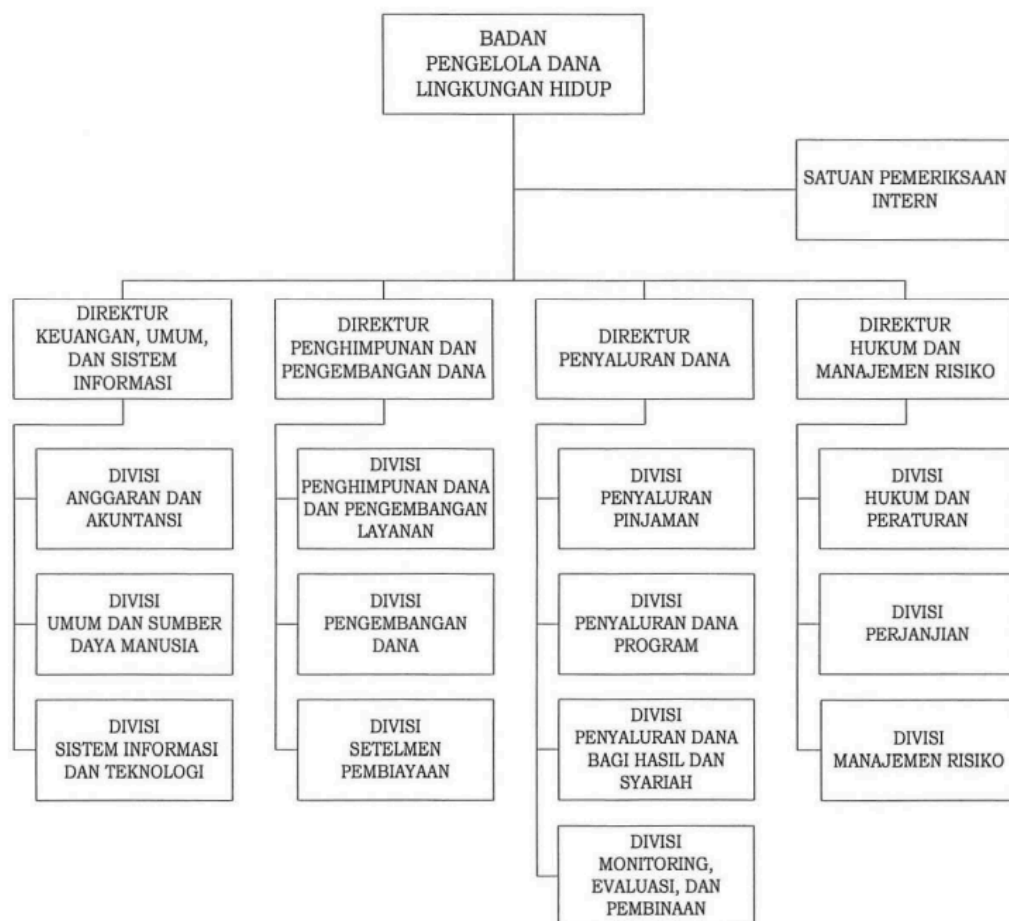 BADAN
PENGELOLA DANA
LINGKUNGAN HIDUP
SATUAN PEMERIKSAAN
INTERN
DIREKTUR
KEUANGAN, UMUM,
DAN SISTEM
INFORMASI
DIREKTUR
PENGHIMPUNAN DAN
PENGEMBANGAN DANA
DIREKTUR
PENYALURAN DANA
DIREKTUR
HUKUM DAN
MANAJEMEN RISIKO
DIVISI
ANGGARAN DAN
AKUNTANSI
DIVISI
PENGHIMPUNAN DANA
DAN PENGEMBANGAN
LAYANAN
DIVISI
PENYALURAN
PINJAMAN
DIVISI
HUKUM DAN
PERATURAN
DIVISI
UMUM DAN SUMBER
DAYA MANUSIA
DIVISI
PENGEMBANGAN
DANA
DIVISI
PENYALURAN DANA
PROGRAM
DIVISI
PERJANJIAN
DIVISI
SISTEM INFORMASI
DAN TEKNOLOGI
DIVISI
SETELMEN
PEMBIAYAAN
DIVISI
PENYALURAN DANA
BAGI HASIL DAN
SYARIAH
DIVISI
MANAJEMEN RISIKO
DIVISI
MONITORING,
EVALUASI, DAN
PEMBINAAN